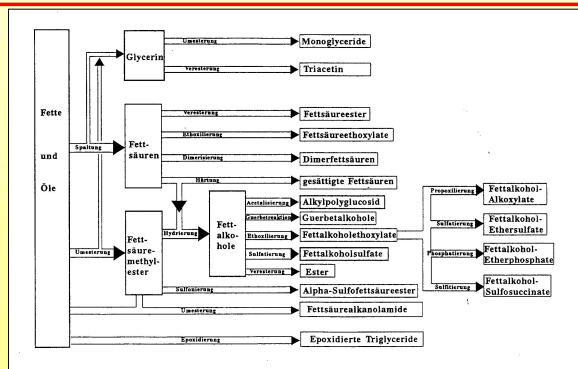 Fette
und
Öle
Spaltung
Umesterung
Glycerin
Umesterung
Monoglyceride
Veresterung
Triacetin
Fett-
säuren
Veresterung
Fettsäureester
Ethoxilierung
Fettsäureethoxylate
Dimerisierung
Dimerfettsäuren
Härtung
gesättigte Fettsäuren
Fett-
säure-
methyl-
ester
Hydrierung
Fett-
alko-
hole
Acetalisierung
Alkylpolyglucosid
Guerbetreaktion
Guerbetalkohole
Ethoxilierung
Fettalkoholethoxylate
Sulfatierung
Fettalkoholsulfate
Veresterung
Ester
Sulfonierung
Alpha-Sulfofettsäureester
Umesterung
Fettsäurealkanolamide
Epoxidierung
Epoxidierte Triglyceride
Propoxilierung
Fettalkohol-
Alkoxylate
Sulfatierung
Fettalkohol-
Ethersulfate
Phosphatierung
Fettalkohol-
Etherphosphate
Sulfitierung
Fettalkohol-
Sulfosuccinate